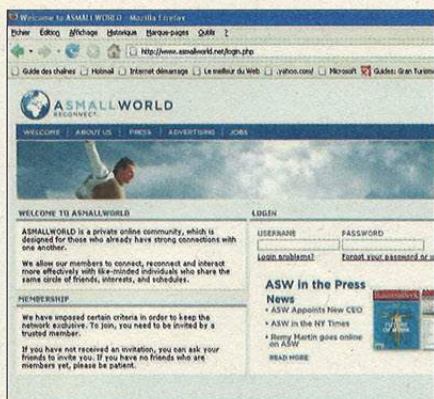 Welcome to ASMALLWORLD - Mozilla Firefox
Fichier Edition Affichage Historique Marque-pages Outils ?
http://www.asmallworld.net/login.php
Guide des chaînes Hotmail Internet démarrage Le meilleur du Web .yahoo.com/ Microsoft Guides: Gran Turismo
ASMALLWORLD
RECONNECT.
WELCOME ABOUT US PRESS ADVERTISING JOBS
WELCOME TO ASMALLWORLD
ASMALLWORLD is a private online community, which is
designed for those who already have strong connections with
one another.
We allow our members to connect, reconnect and interact
more effectively with like-minded individuals who share the
same circle of friends, interests, and schedules.
MEMBERSHIP
We have imposed certain criteria in order to keep the
network exclusive. To join, you need to be invited by a
trusted member.
If you have not received an invitation, you can ask your
friends to invite you. If you have no friends who are
members yet, please be patient.
LOGIN
USERNAME PASSWORD
Login problems? Forgot your password or u
ASW in the Press
News
• ASW Appoints New CEO
• ASW in the NY Times
• Remy Martin goes online
on ASW
READ MORE